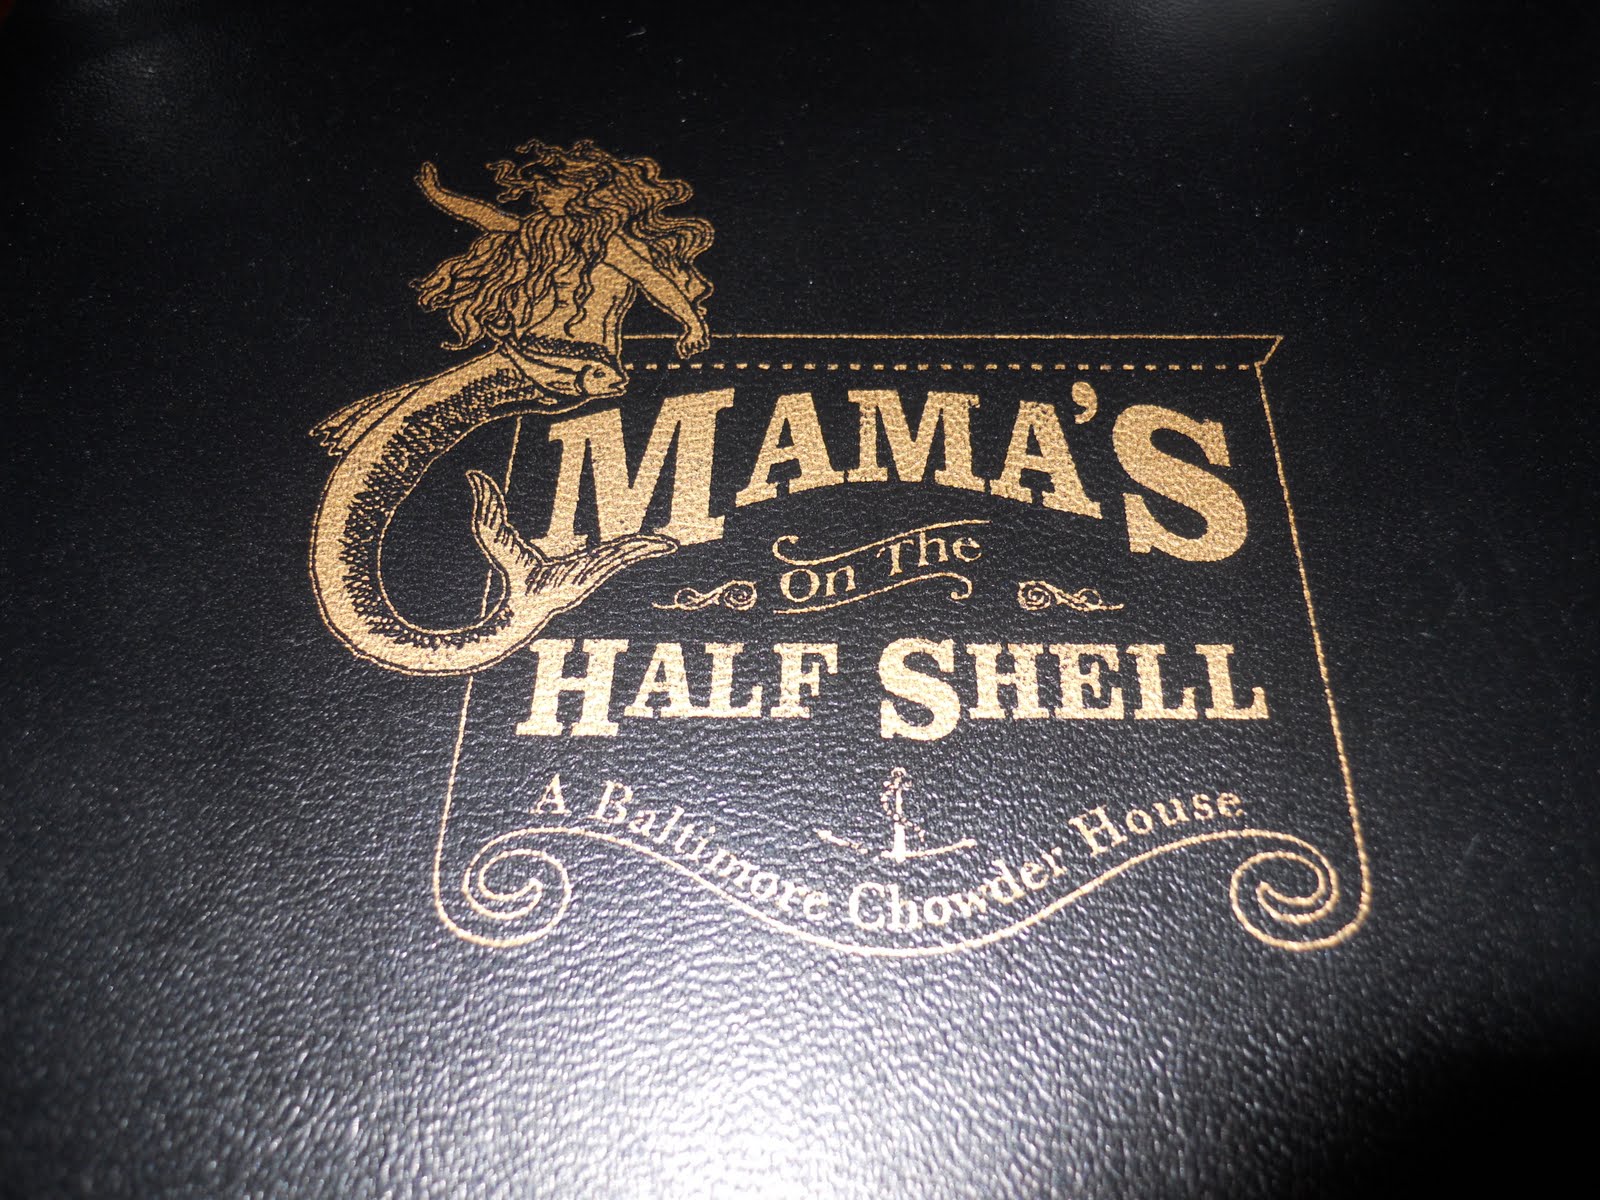 MAMA'S
On The
HALF SHELL
A Baltimore Chowder House